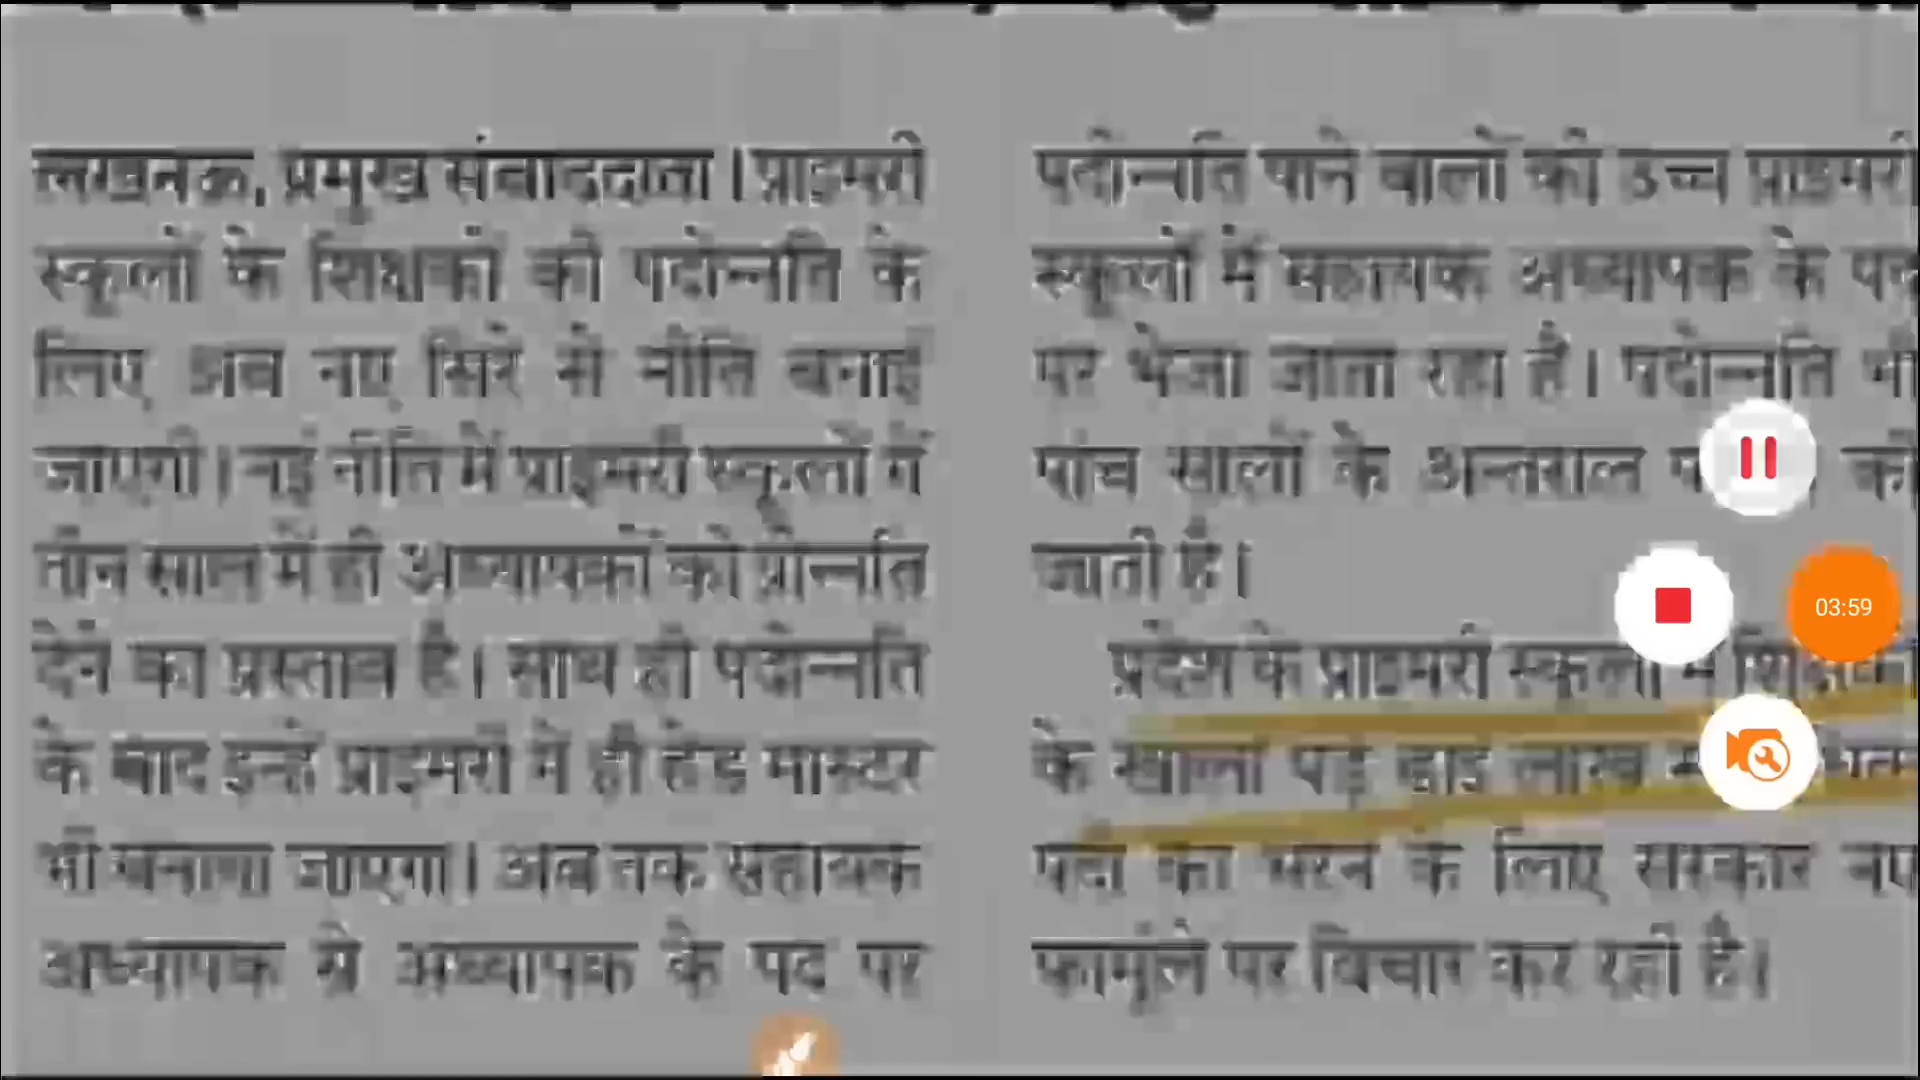 लखनऊ, प्रमुख संवाददाता। प्राइमरी
स्कूलों के शिक्षकों की पदोन्नति के
लिए अब नए सिरे से नीति बनाई
जाएगी। नई नीति में प्राइमरी स्कूलों में
तीन साल में ही अध्यापकों को प्रोन्नति
देने का प्रस्ताव है। साथ ही पदोन्नति
के बाद इन्हें प्राइमरी में ही हेड मास्टर
भी बनाया जाएगा। अब तक सहायक
अध्यापक से अध्यापक के पद पर
पदोन्नति पाने वालों को उच्च प्राइमरी
स्कूलों में सहायक अध्यापक के पद
पर भेजा जाता रहा है। पदोन्नति भी
पांच सालों के अन्तराल की
जाती है।
प्रदेश के प्राइमरी स्कूलों में
के खाली पड़े ढाई लाख
पदों को भरने के लिए सरकार नए
फार्मूले पर विचार कर रही है।
03:59